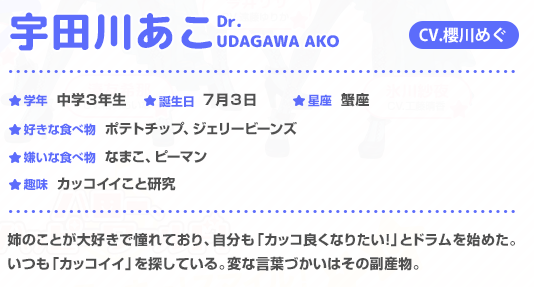 宇田川あこ Dr. UDAGAWA AKO CV.櫻川めぐ
★学年 中学3年生 ★誕生日 7月3日 ★星座 蟹座
★好きな食べ物 ポテトチップ、ジェリービーンズ
★嫌いな食べ物 なまこ、ピーマン
★趣味 カッコイイこと研究
姉のことが大好きで憧れており、自分も「カッコ良くなりたい!」とドラムを始めた。
いつも「カッコイイ」を探している。変な言葉づかいはその副産物。